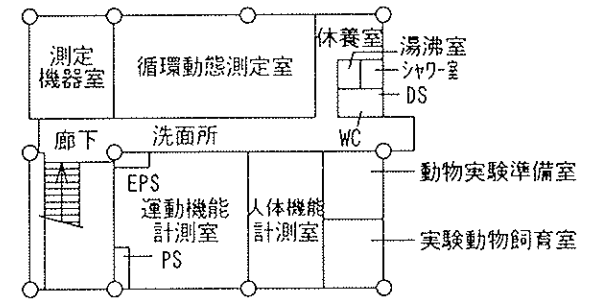 測定
機器室
循環動態測定室
休養室
湯沸室
シャワー室
DS
WC
廊下
洗面所
EPS
運動機能
計測室
PS
人体機能
計測室
動物実験準備室
実験動物飼育室